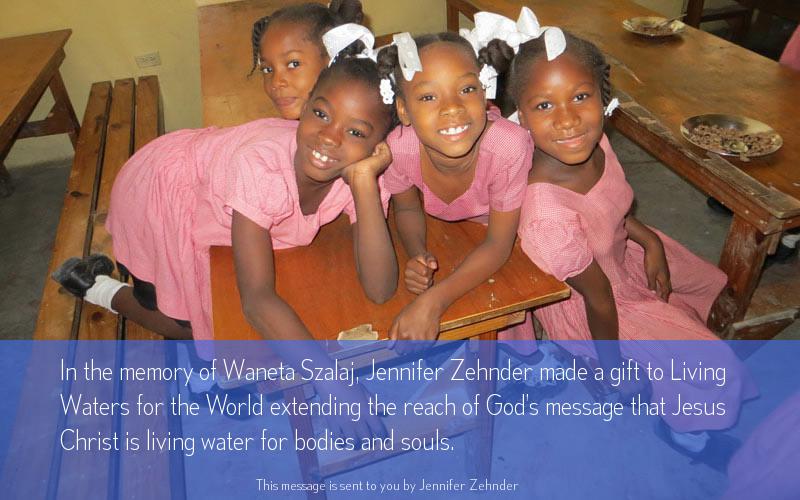 In the memory of Waneta Szalaj, Jennifer Zehnder made a gift to Living
Waters for the World extending the reach of God's message that Jesus
Christ is living water for bodies and souls.
This message is sent to you by Jennifer Zehnder